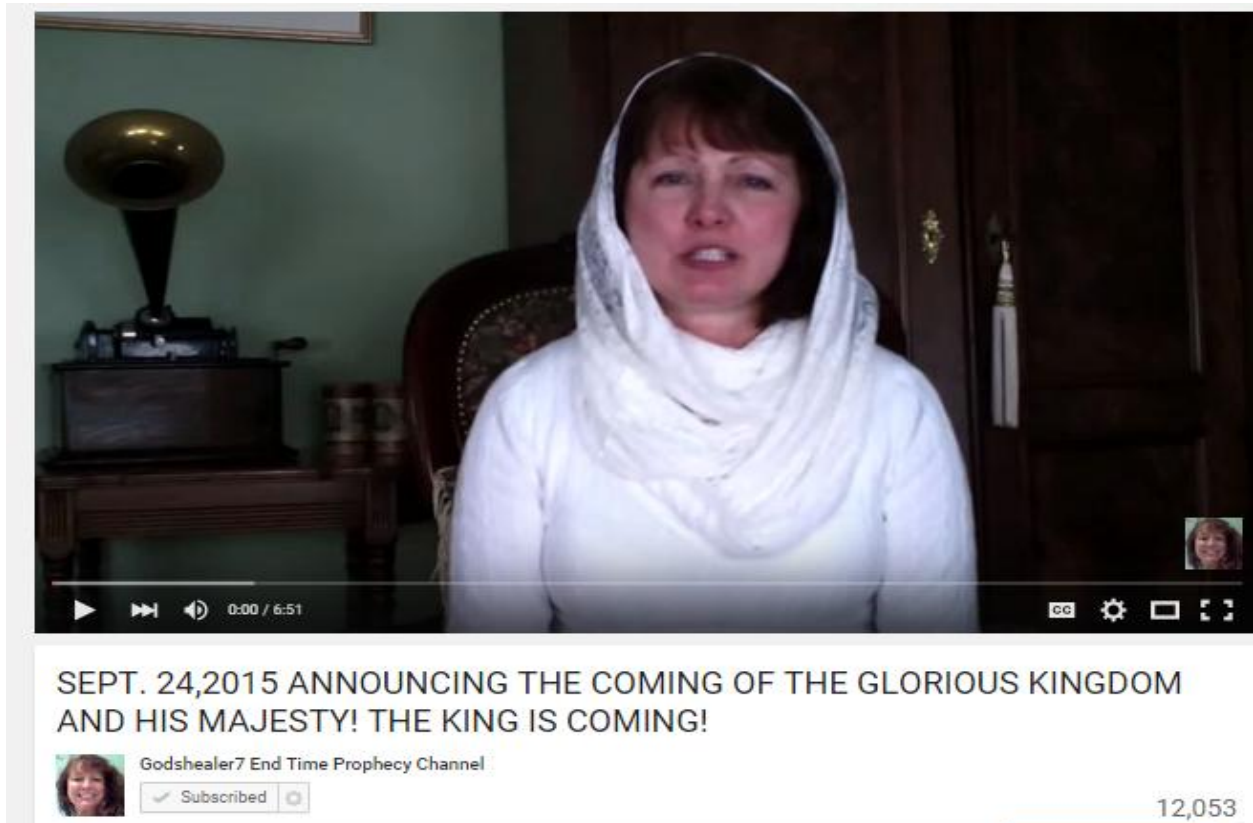 0:00 / 6:51
CC
SEPT. 24,2015 ANNOUNCING THE COMING OF THE GLORIOUS KINGDOM
AND HIS MAJESTY! THE KING IS COMING!
Godshealer7 End Time Prophecy Channel
Subscribed
12,053